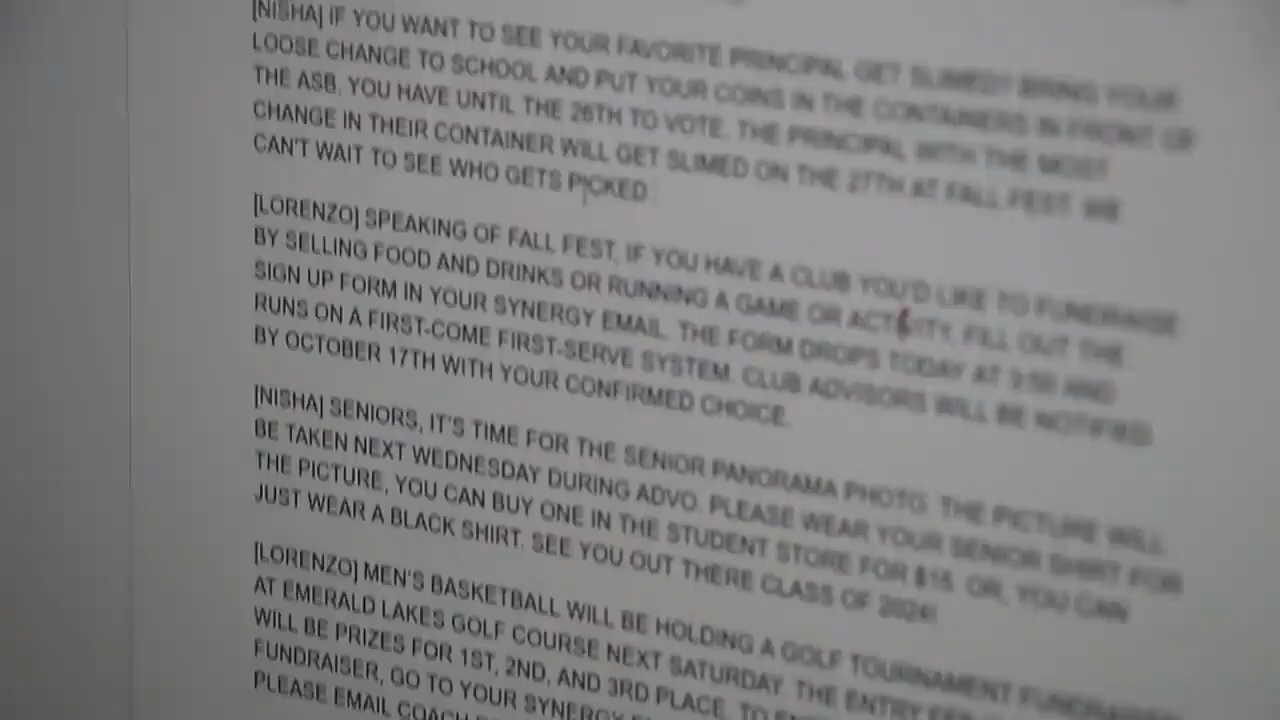 [NISHA] IF YOU WANT TO SEE YOUR FAVORITE PRINCIPAL GET SLIMED? BRING YOUR
LOOSE CHANGE TO SCHOOL AND PUT YOUR COINS IN THE CONTAINERS IN FRONT OF
THE ASB, YOU HAVE UNTIL THE 26TH TO VOTE. THE PRINCIPAL WITH THE MOST
CHANGE IN THEIR CONTAINER WILL GET SLIMED ON THE 27TH AT FALL FEST. WE
CAN'T WAIT TO SEE WHO GETS PICKED
[LORENZO] SPEAKING OF FALL FEST, IF YOU HAVE A CLUB YOU'D LIKE TO FUNDRAISE
BY SELLING FOOD AND DRINKS OR RUNNING A GAME OR ACTIVITY, FILL OUT THE
SIGN UP FORM IN YOUR SYNERGY EMAIL. THE FORM DROPS TODAY AT AND
RUNS ON A FIRST-COME FIRST-SERVE SYSTEM. CLUB ADVISORS WILL BE NOTIFIED
BY OCTOBER 17TH WITH YOUR CONFIRMED CHOICE.
[NISHA] SENIORS, IT'S TIME FOR THE SENIOR PANORAMA PHOTO. THE PICTURE WILL
BE TAKEN NEXT WEDNESDAY DURING ADVO. PLEASE WEAR YOUR SENIOR SHIRT FOR
THE PICTURE, YOU CAN BUY ONE IN THE STUDENT STORE FOR $15. OR, YOU CAN
JUST WEAR A BLACK SHIRT. SEE YOU OUT THERE CLASS OF 2024!
[LORENZO] MEN'S BASKETBALL WILL BE HOLDING A GOLF TOURNAMENT FUNDRAISER
AT EMERALD LAKES GOLF COURSE NEXT SATURDAY. THE ENTRY FEE
WILL BE PRIZES FOR 1ST, 2ND, AND 3RD PLACE. TO
FUNDRAISER, GO TO YOUR SYNERGY
PLEASE EMAIL COACH